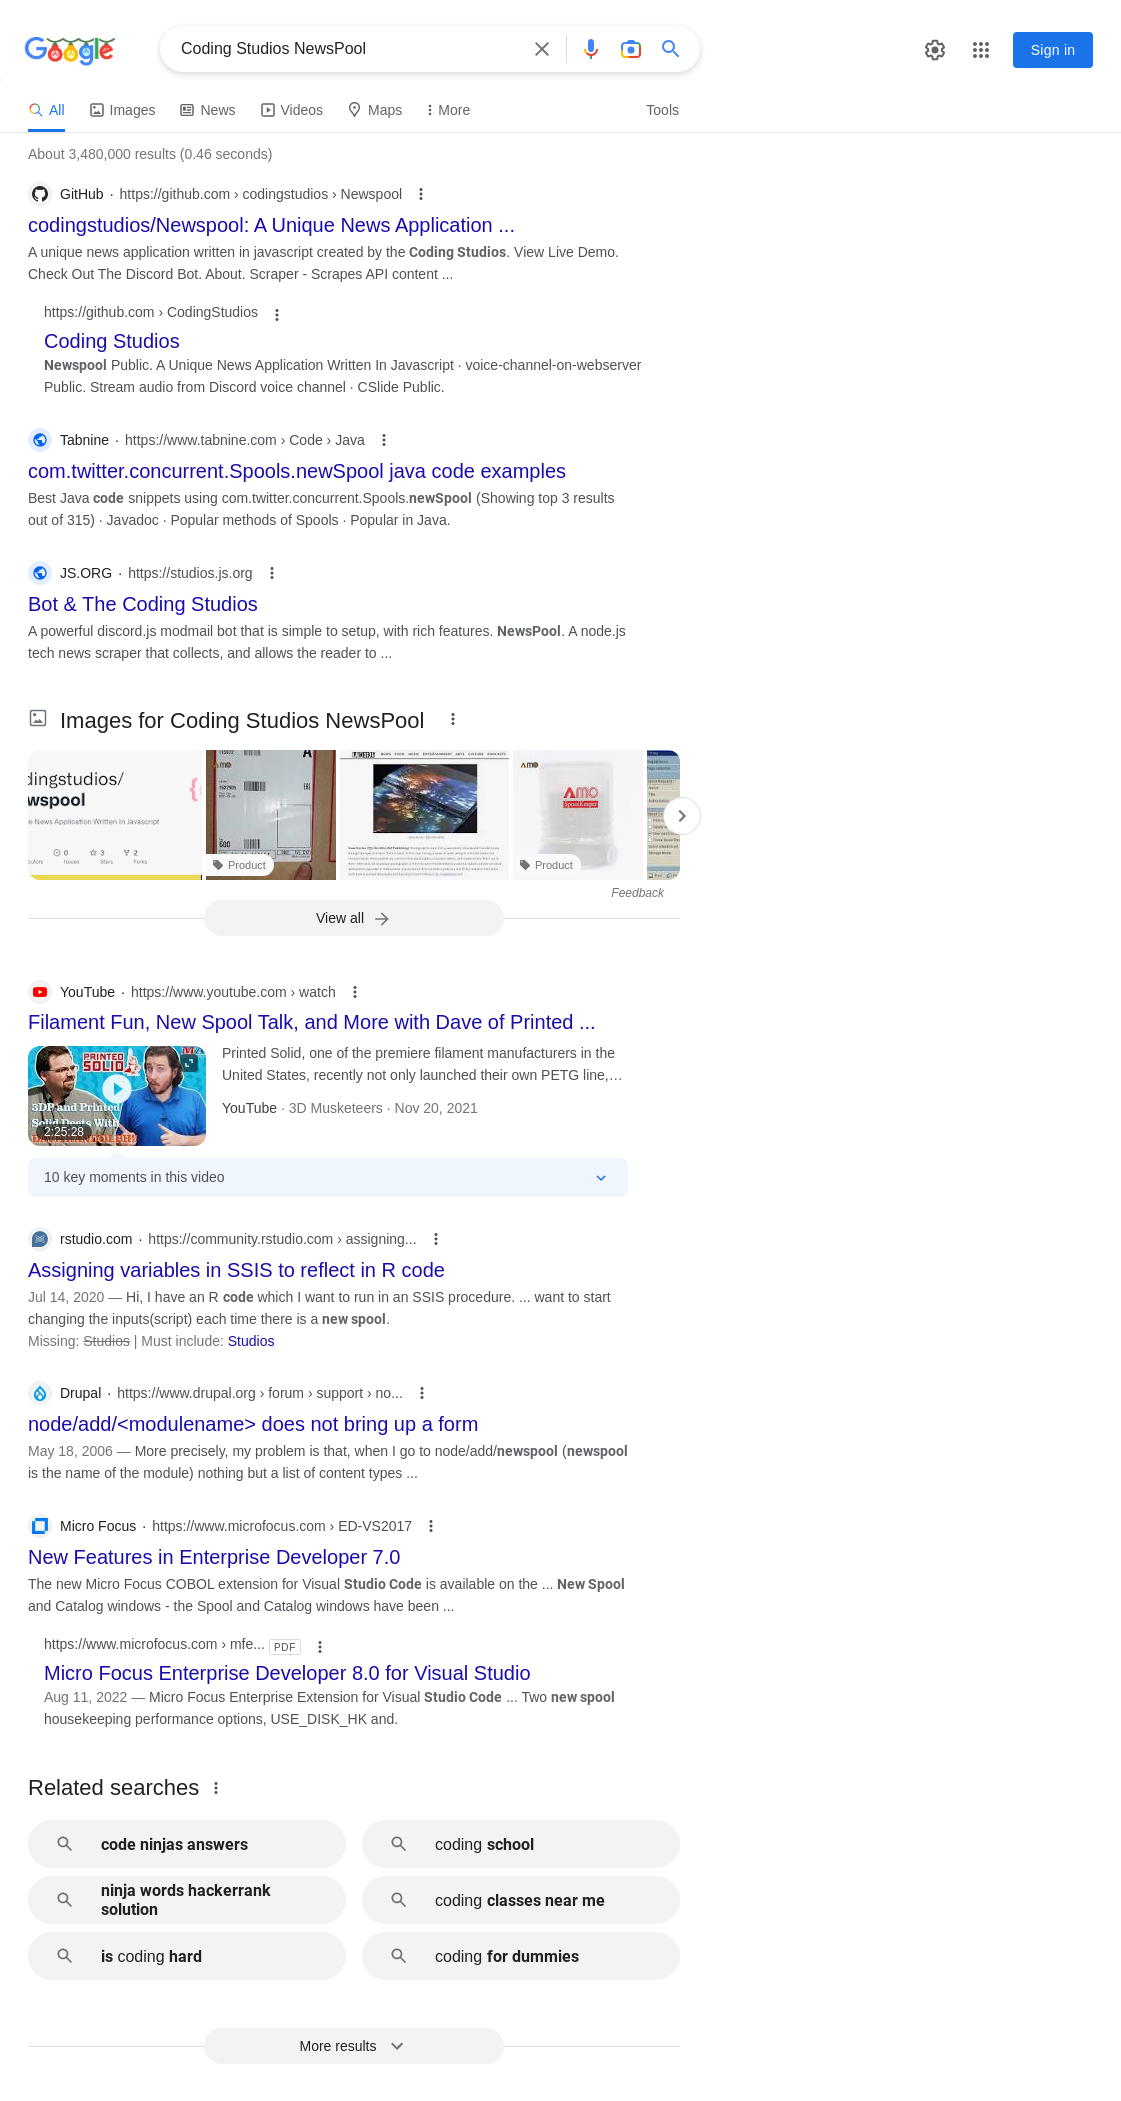 Google
Coding Studios NewsPool
Sign in
All Images News Videos Maps More Tools
About 3,480,000 results (0.46 seconds)
GitHub · https://github.com › codingstudios › Newspool
codingstudios/Newspool: A Unique News Application ...
A unique news application written in javascript created by the Coding Studios. View Live Demo.
Check Out The Discord Bot. About. Scraper - Scrapes API content ...
https://github.com › CodingStudios
Coding Studios
Newspool Public. A Unique News Application Written In Javascript · voice-channel-on-webserver
Public. Stream audio from Discord voice channel · CSlide Public.
Tabnine · https://www.tabnine.com › Code › Java
com.twitter.concurrent.Spools.newSpool java code examples
Best Java code snippets using com.twitter.concurrent.Spools.newSpool (Showing top 3 results
out of 315) · Javadoc · Popular methods of Spools · Popular in Java.
JS.ORG · https://studios.js.org
Bot & The Coding Studios
A powerful discord.js modmail bot that is simple to setup, with rich features. NewsPool. A node.js
tech news scraper that collects, and allows the reader to ...
Images for Coding Studios NewsPool
dingstudios/
wspool
e News Application Written In Javascript
3 2
Issues Stars Forks
AMO
Product
WEEKLY
AMO
AMO
SpoolKeeper
Product
Feedback
View all
YouTube · https://www.youtube.com › watch
Filament Fun, New Spool Talk, and More with Dave of Printed ...
PRINTED
SOLID
3DP and Printed
Solid Deets With
2:25:28
Printed Solid, one of the premiere filament manufacturers in the
United States, recently not only launched their own PETG line,…
YouTube · 3D Musketeers · Nov 20, 2021
10 key moments in this video
rstudio.com · https://community.rstudio.com › assigning...
Assigning variables in SSIS to reflect in R code
Jul 14, 2020 — Hi, I have an R code which I want to run in an SSIS procedure. ... want to start
changing the inputs(script) each time there is a new spool.
Missing: Studios | Must include: Studios
Drupal · https://www.drupal.org › forum › support › no...
node/add/<modulename> does not bring up a form
May 18, 2006 — More precisely, my problem is that, when I go to node/add/newspool (newspool
is the name of the module) nothing but a list of content types ...
Micro Focus · https://www.microfocus.com › ED-VS2017
New Features in Enterprise Developer 7.0
The new Micro Focus COBOL extension for Visual Studio Code is available on the ... New Spool
and Catalog windows - the Spool and Catalog windows have been ...
https://www.microfocus.com › mfe... PDF
Micro Focus Enterprise Developer 8.0 for Visual Studio
Aug 11, 2022 — Micro Focus Enterprise Extension for Visual Studio Code ... Two new spool
housekeeping performance options, USE_DISK_HK and.
Related searches
code ninjas answers
coding school
ninja words hackerrank
solution
coding classes near me
is coding hard
coding for dummies
More results